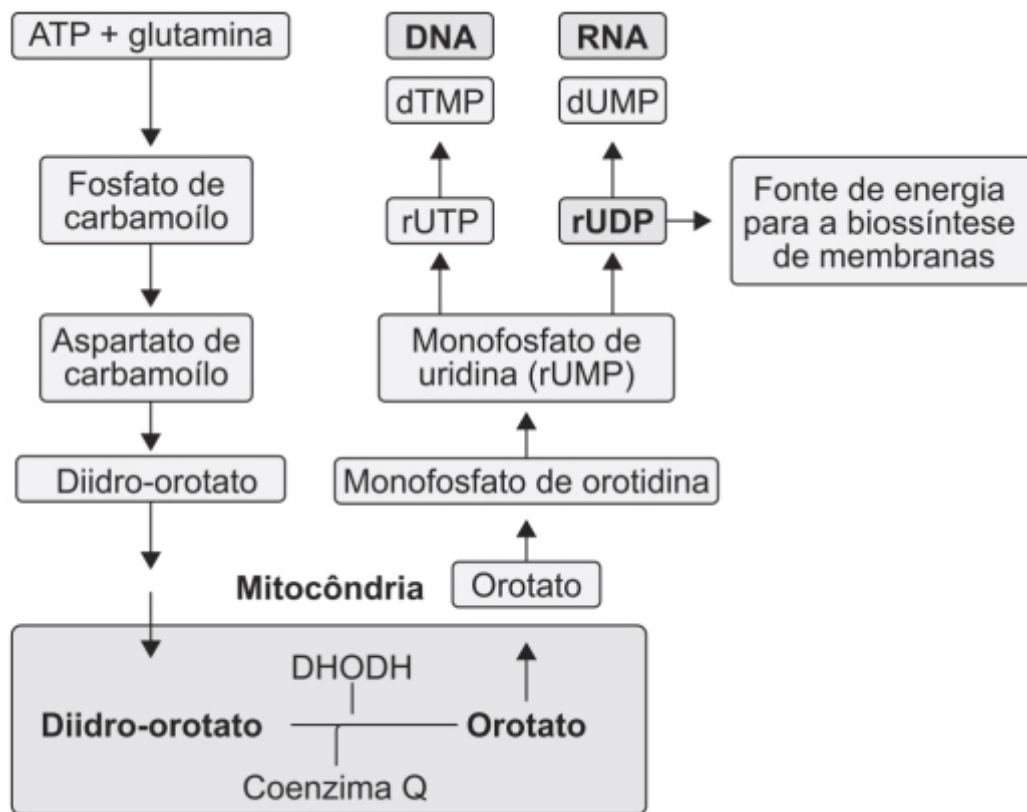 ATP + glutamina
Fosfato de
carbamoílo
Aspartato de
carbamoílo
Diidro-orotato
DNA
RNA
dTMP
dUMP
rUTP
rUDP
Fonte de energia
para a biossíntese
de membranas
Monofosfato de
uridina (rUMP)
Monofosfato de orotidina
Mitocôndria
Orotato
DHODH
Diidro-orotato
Orotato
Coenzima Q